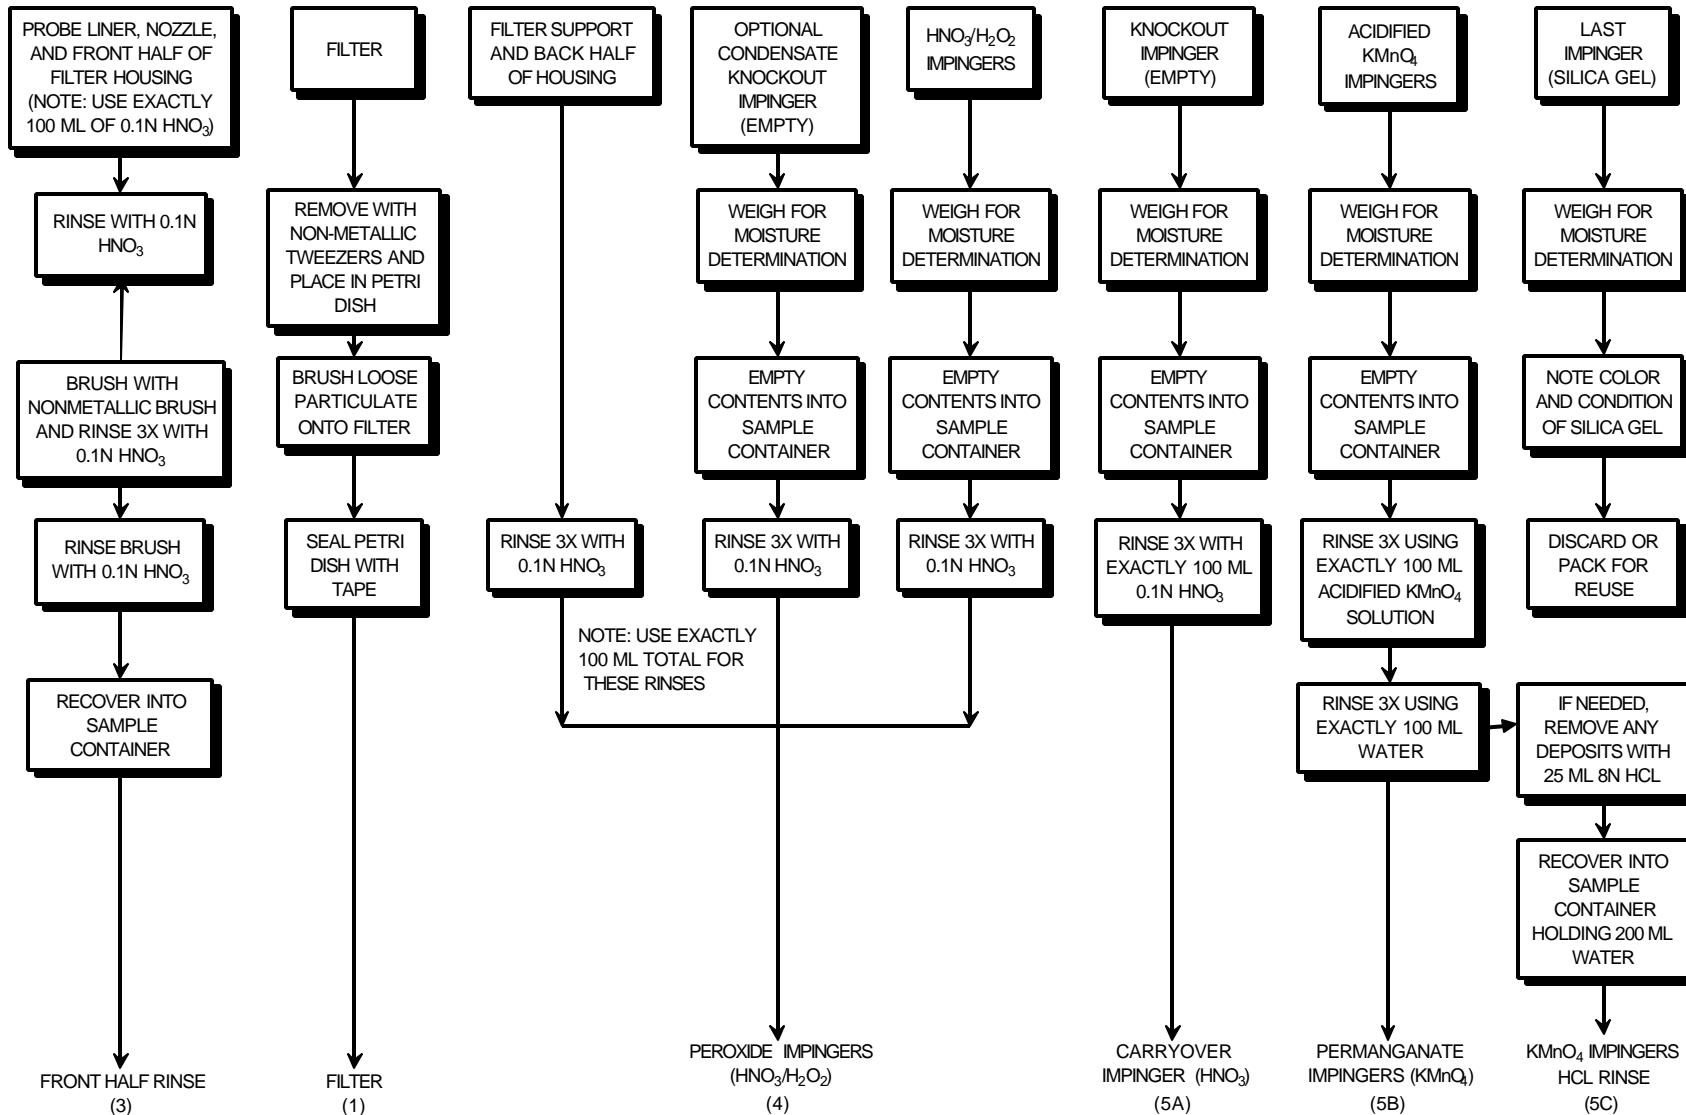 PROBE LINER, NOZZLE,
AND FRONT HALF OF
FILTER HOUSING
(NOTE: USE EXACTLY
100 ML OF 0.1N HNO₃)
RINSE WITH 0.1N
HNO₃
BRUSH WITH
NONMETALLIC BRUSH
AND RINSE 3X WITH
0.1N HNO₃
RINSE BRUSH
WITH 0.1N HNO₃
RECOVER INTO
SAMPLE
CONTAINER
FRONT HALF RINSE
(3)
FILTER
REMOVE WITH
NON-METALLIC
TWEEZERS AND
PLACE IN PETRI
DISH
BRUSH LOOSE
PARTICULATE
ONTO FILTER
SEAL PETRI
DISH WITH
TAPE
FILTER
(1)
FILTER SUPPORT
AND BACK HALF
OF HOUSING
RINSE 3X WITH
0.1N HNO₃
NOTE: USE EXACTLY
100 ML TOTAL FOR
THESE RINSES
OPTIONAL
CONDENSATE
KNOCKOUT
IMPINGER
(EMPTY)
WEIGH FOR
MOISTURE
DETERMINATION
EMPTY
CONTENTS INTO
SAMPLE
CONTAINER
RINSE 3X WITH
0.1N HNO₃
PEROXIDE IMPINGERS
(HNO₃/H₂O₂)
(4)
HNO₃/H₂O₂
IMPINGERS
WEIGH FOR
MOISTURE
DETERMINATION
EMPTY
CONTENTS INTO
SAMPLE
CONTAINER
RINSE 3X WITH
0.1N HNO₃
KNOCKOUT
IMPINGER
(EMPTY)
WEIGH FOR
MOISTURE
DETERMINATION
EMPTY
CONTENTS INTO
SAMPLE
CONTAINER
RINSE 3X WITH
EXACTLY 100 ML
0.1N HNO₃
CARRYOVER
IMPINGER (HNO₃)
(5A)
ACIDIFIED
KMnO₄
IMPINGERS
WEIGH FOR
MOISTURE
DETERMINATION
EMPTY
CONTENTS INTO
SAMPLE
CONTAINER
RINSE 3X USING
EXACTLY 100 ML
ACIDIFIED KMnO₄
SOLUTION
RINSE 3X USING
EXACTLY 100 ML
WATER
PERMANGANATE
IMPINGERS (KMnO₄)
(5B)
LAST
IMPINGER
(SILICA GEL)
WEIGH FOR
MOISTURE
DETERMINATION
NOTE COLOR
AND CONDITION
OF SILICA GEL
DISCARD OR
PACK FOR
REUSE
IF NEEDED,
REMOVE ANY
DEPOSITS WITH
25 ML 8N HCL
RECOVER INTO
SAMPLE
CONTAINER
HOLDING 200 ML
WATER
KMnO₄ IMPINGERS
HCL RINSE
(5C)